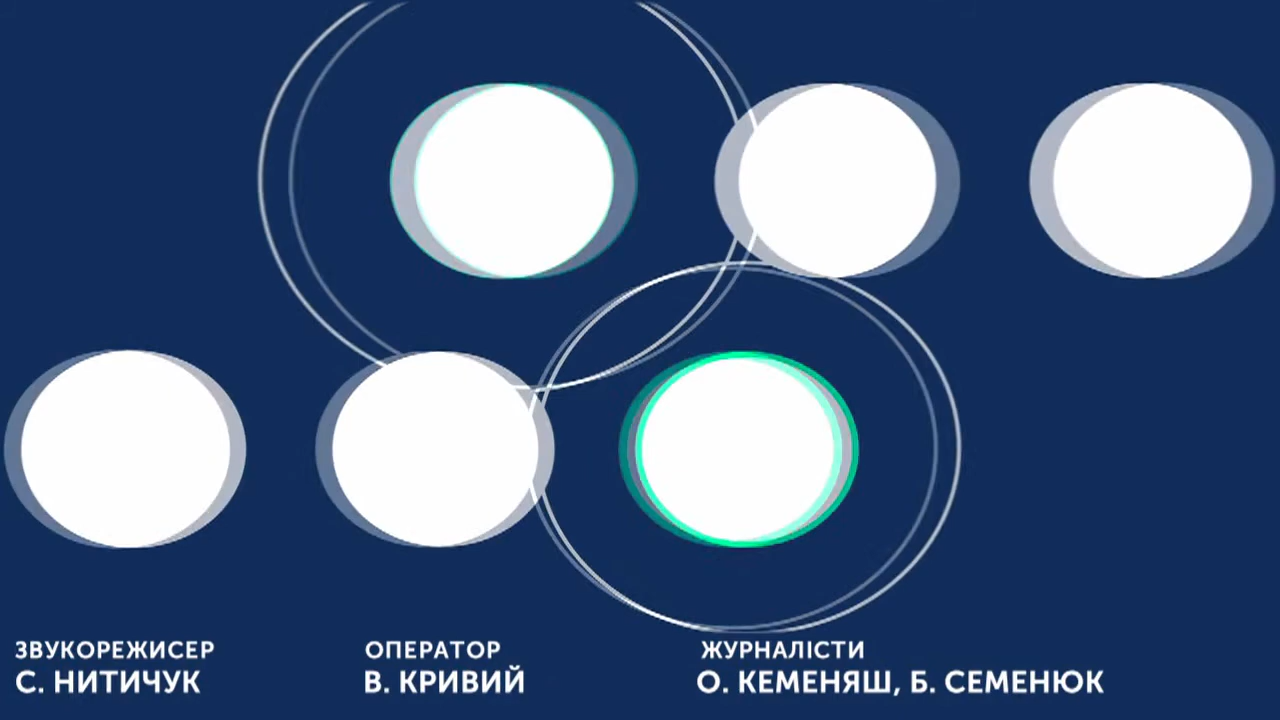 ЗВУКОРЕЖИСЕР
С. НИТИЧУК
ОПЕРАТОР
В. КРИВИЙ
ЖУРНАЛІСТИ
О. КЕМЕНЯШ, Б. СЕМЕНЮК